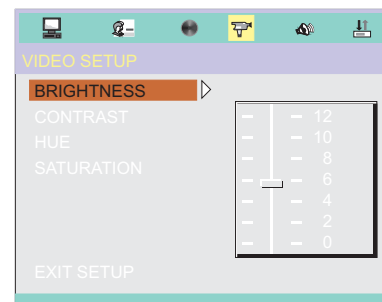 VIDEO SETUP
BRIGHTNESS
CONTRAST
HUE
SATURATION
12
10
8
6
4
2
0
EXIT SETUP